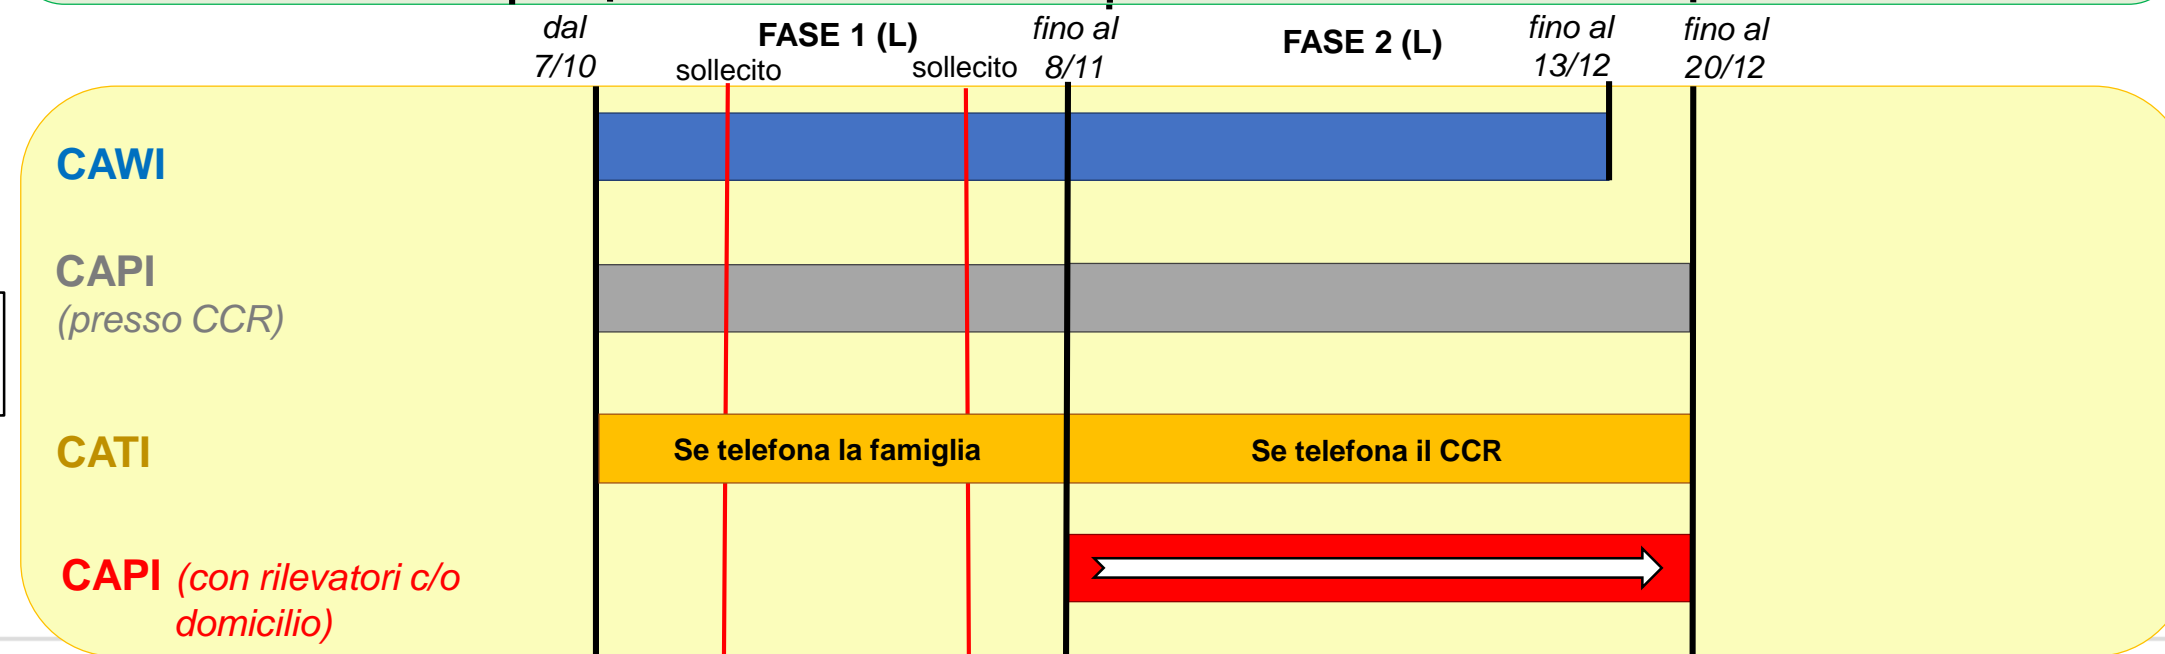 dal
7/10
FASE 1 (L)
sollecito
sollecito
fino al
8/11
FASE 2 (L)
fino al
13/12
fino al
20/12
CAWI
CAPI
(presso CCR)
CATI
Se telefona la famiglia
Se telefona il CCR
CAPI (con rilevatori c/o
domicilio)